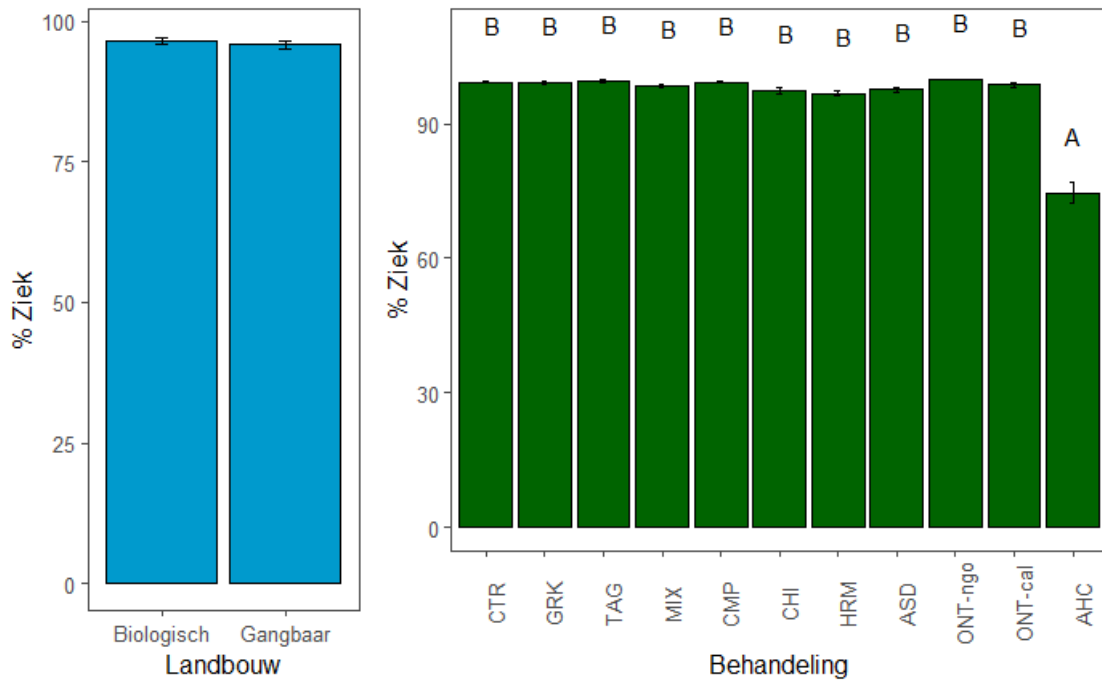 100
75
50
25
0
% Ziek
Biologisch Gangbaar
Landbouw
B B B B B B B B B B A
90
60
30
0
% Ziek
CTR GRK TAG MIX CMP CHI HRM ASD ONT-ngo ONT-cal AHC
Behandeling